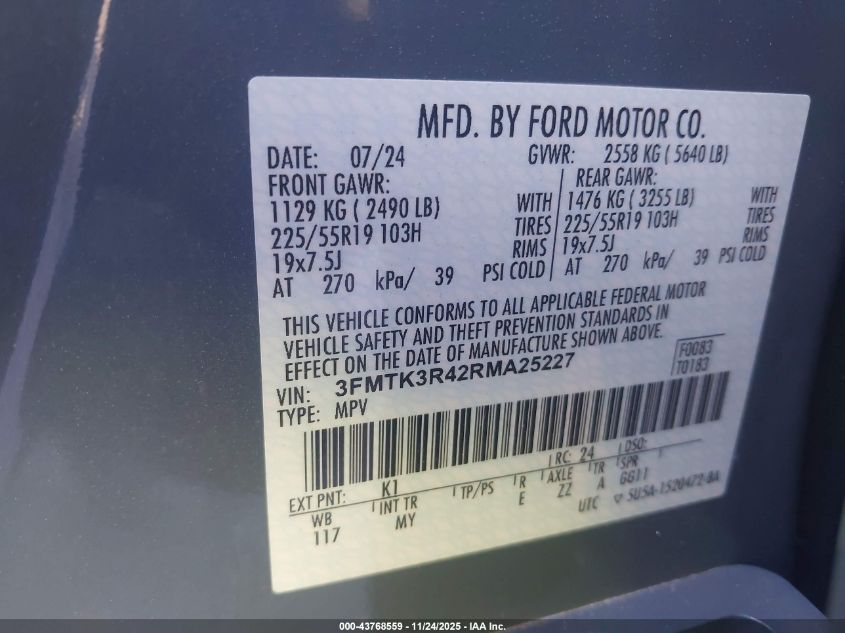 MFD. BY FORD MOTOR CO.
DATE: 07/24 GVWR: 2558 KG ( 5640 LB)
FRONT GAWR: REAR GAWR:
1129 KG ( 2490 LB) WITH 1476 KG ( 3255 LB) WITH
225/55R19 103H TIRES 225/55R19 103H TIRES
19x7.5J RIMS 19x7.5J RIMS
AT 270 kPa/ 39 PSI COLD AT 270 kPa/ 39 PSI COLD
THIS VEHICLE CONFORMS TO ALL APPLICABLE FEDERAL MOTOR
VEHICLE SAFETY AND THEFT PREVENTION STANDARDS IN
EFFECT ON THE DATE OF MANUFACTURE SHOWN ABOVE.
VIN: 3FMTK3R42RMA25227 F0083
TYPE: MPV T0183
EXT PNT: K1 RC: 24 DSO:
WB INT TR TP/PS R AXLE TR SPR
117 MY E ZZ A GG11
UTC SU5A-1520472-BA
000-43768559 - 11/24/2025 - IAA Inc.